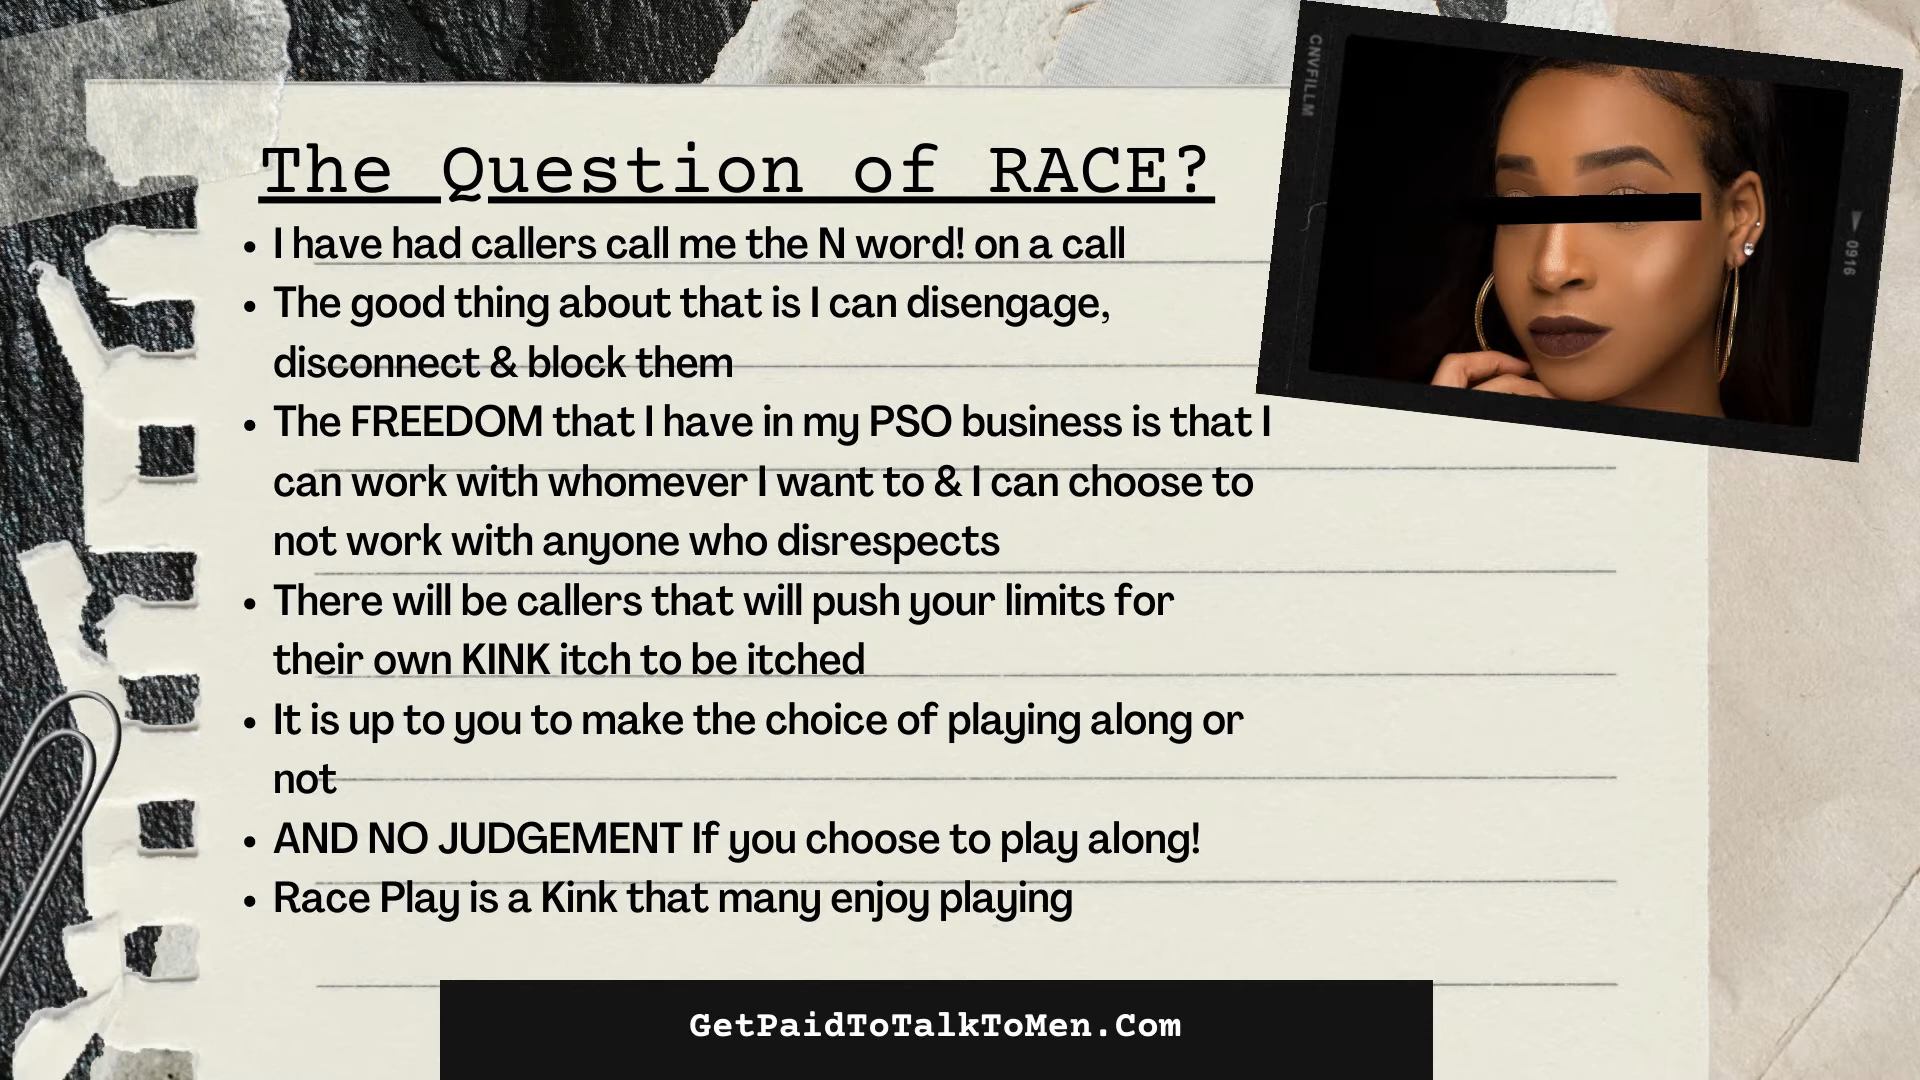 The Question of RACE?
• I have had callers call me the N word! on a call
• The good thing about that is I can disengage,
disconnect & block them
• The FREEDOM that I have in my PSO business is that I
can work with whomever I want to & I can choose to
not work with anyone who disrespects
• There will be callers that will push your limits for
their own KINK itch to be itched
• It is up to you to make the choice of playing along or
not
• AND NO JUDGEMENT If you choose to play along!
• Race Play is a Kink that many enjoy playing
GetPaidToTalkToMen.Com
CNVFILLM
0916